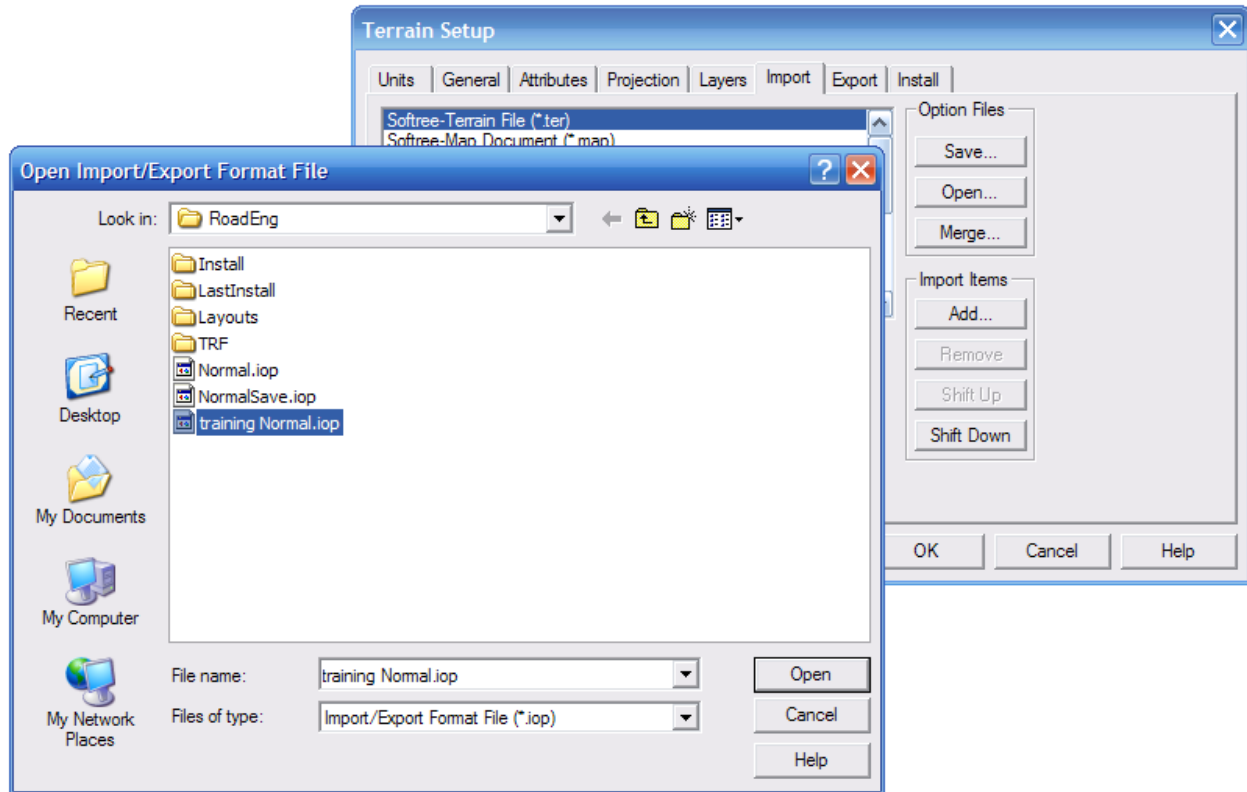 Terrain Setup
Units General Attributes Projection Layers Import Export Install
Softree-Terrain File (*.ter)
Softree-Map Document (*.map)
Option Files
Save...
Open...
Merge...
Import Items
Add...
Remove
Shift Up
Shift Down
OK Cancel Help
Open Import/Export Format File
Look in: RoadEng
Recent
Desktop
My Documents
My Computer
My Network
Places
Install
LastInstall
Layouts
TRF
Normal.iop
NormalSave.iop
training Normal.iop
File name: training Normal.iop Open
Files of type: Import/Export Format File (*.iop) Cancel
Help